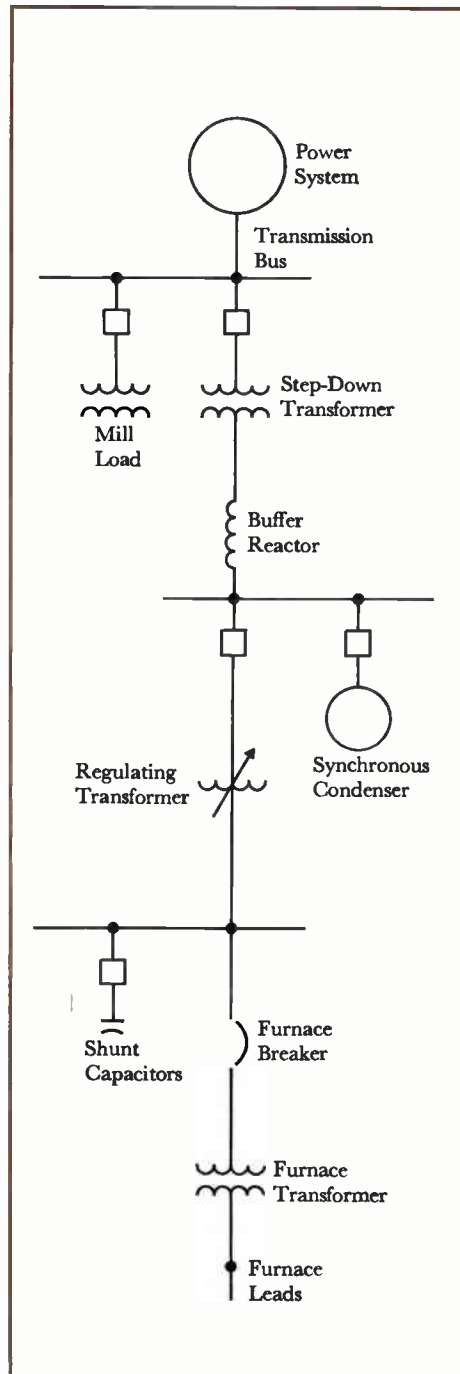 Power
System
Transmission
Bus
Step-Down
Transformer
Mill
Load
Buffer
Reactor
Regulating
Transformer
Synchronous
Condenser
Furnace
Breaker
Shunt
Capacitors
Furnace
Transformer
Furnace
Leads